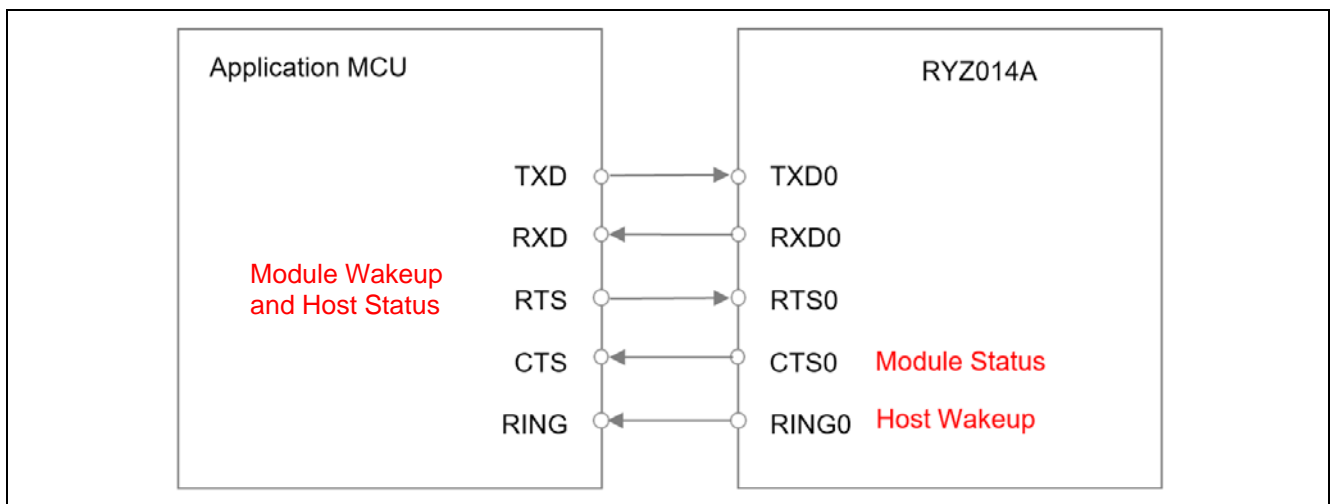 Application MCU
RYZ014A
TXD
TXD0
RXD
RXD0
Module Wakeup
and Host Status
RTS
RTS0
CTS
CTS0
Module Status
RING
RING0
Host Wakeup